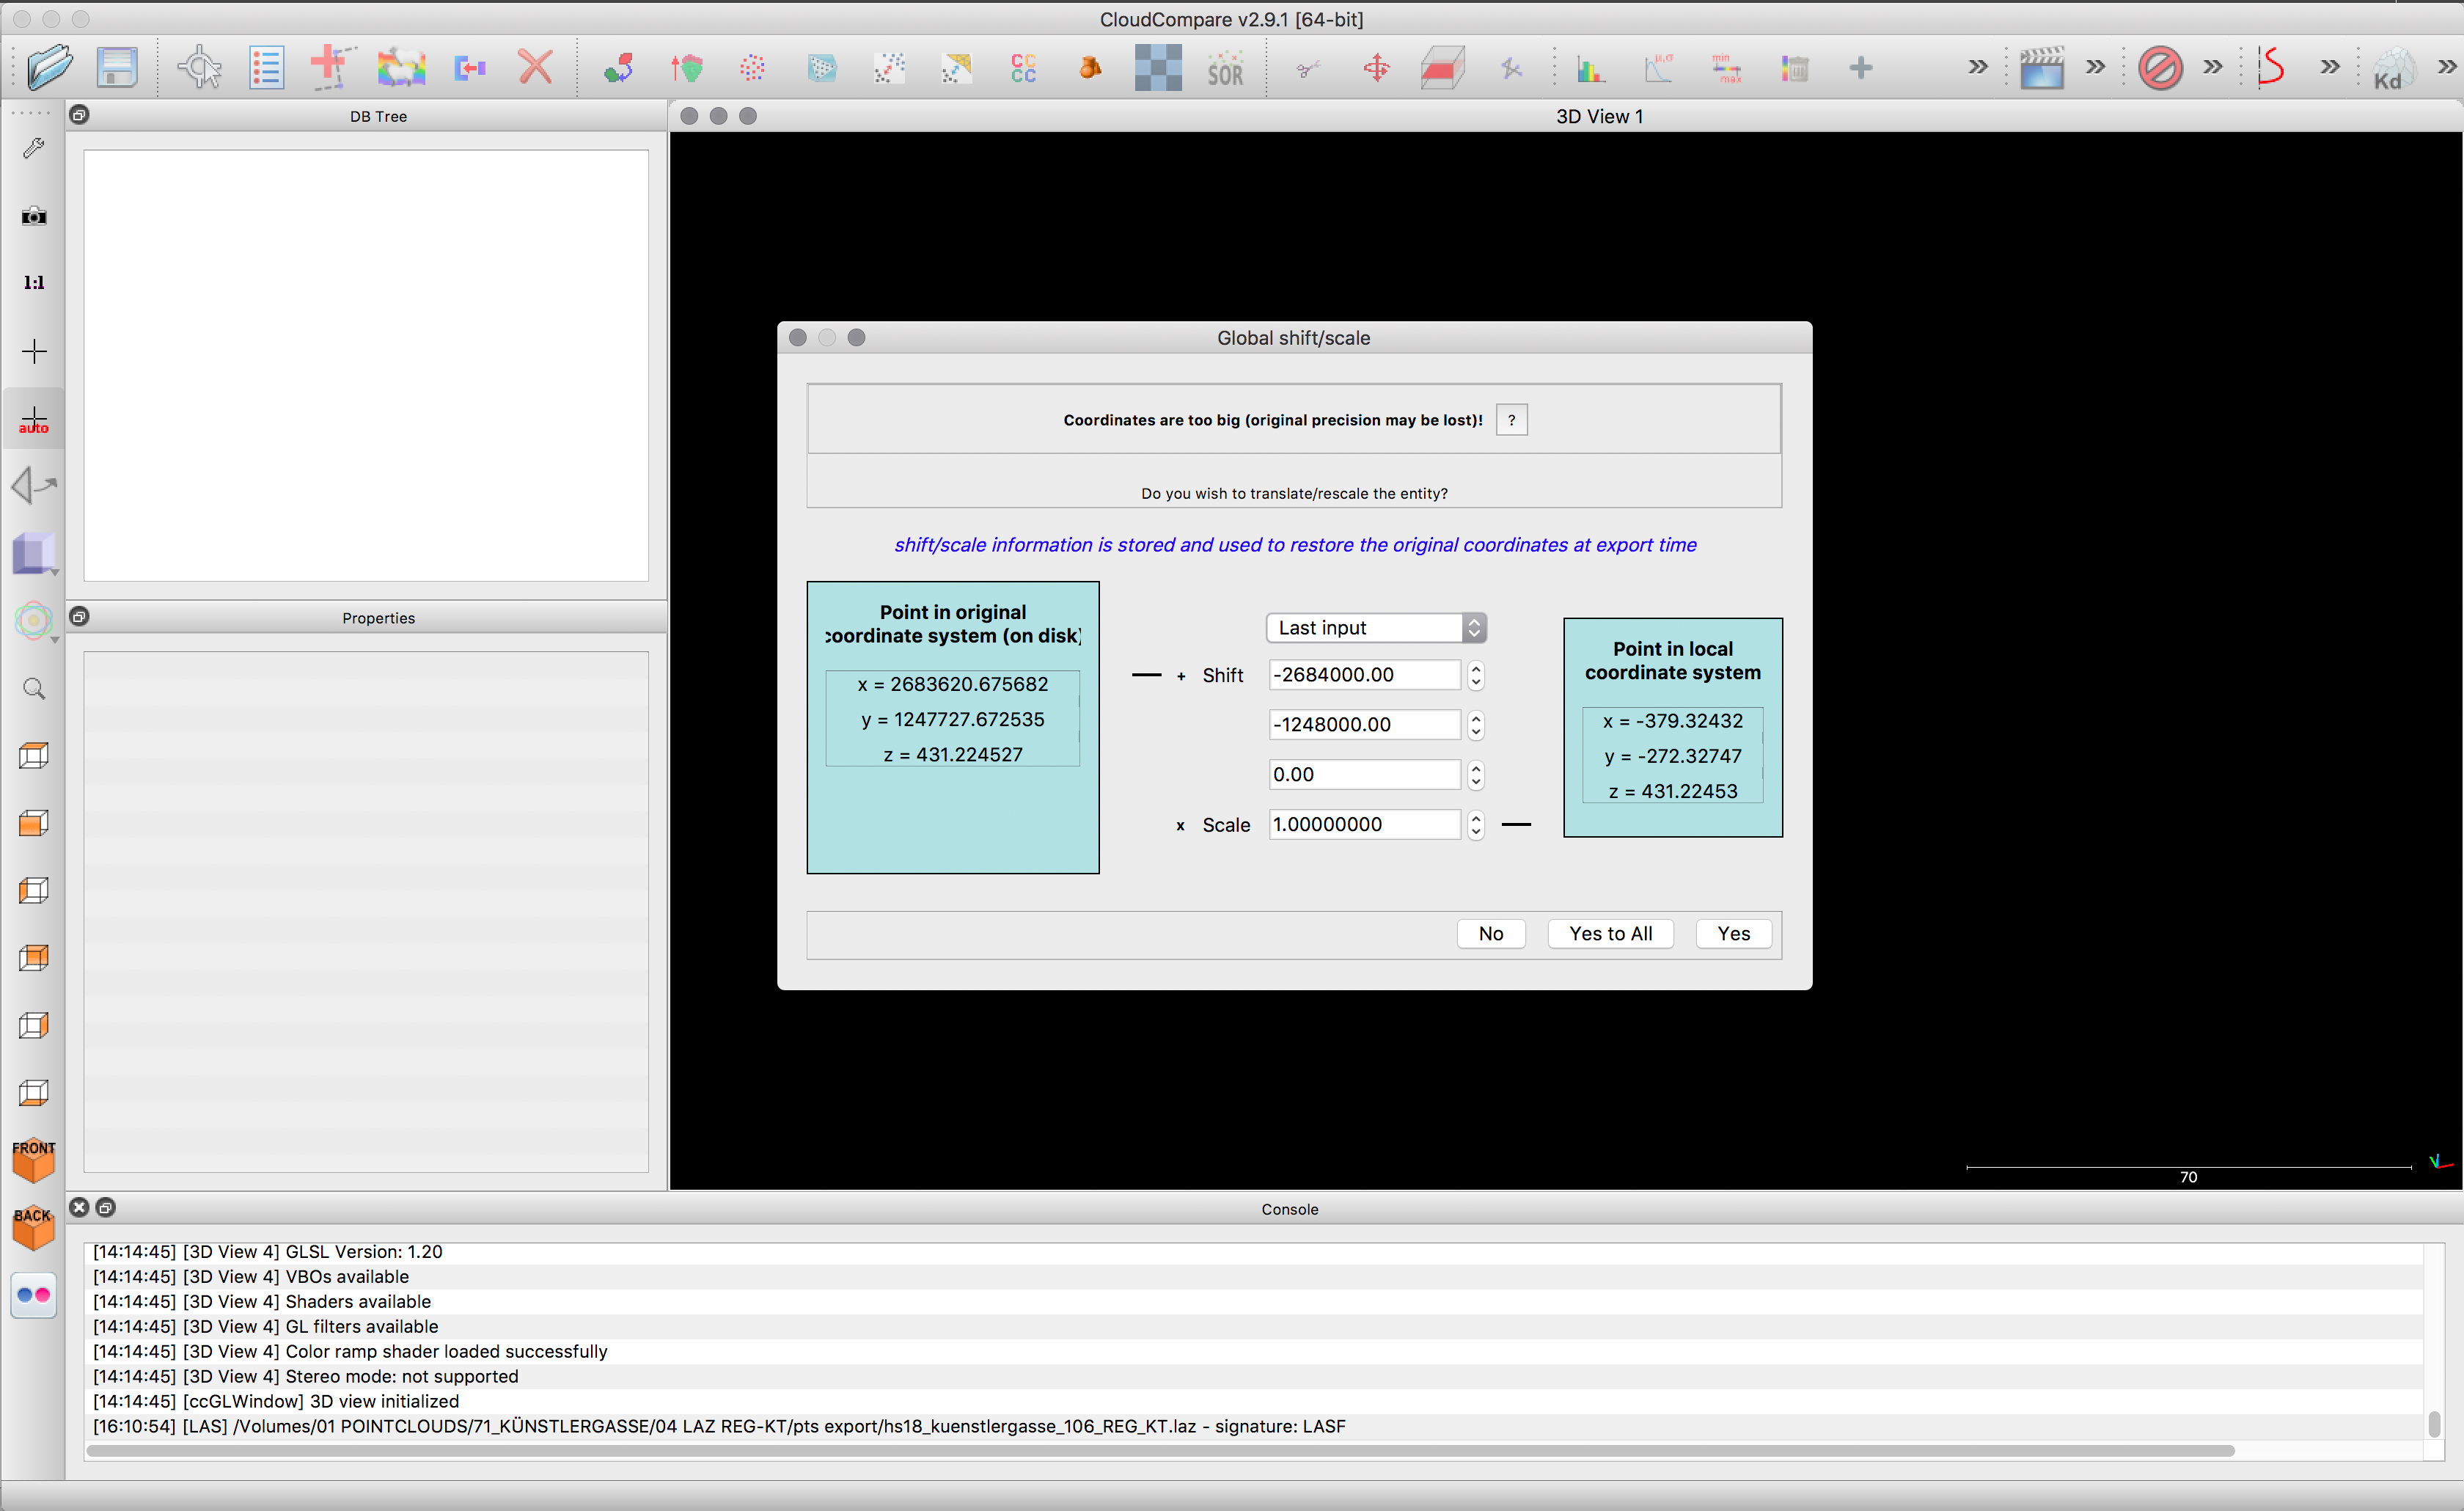 CloudCompare v2.9.1 [64-bit]
CC
CC
SOR
μ,σ
min
max
Kd
DB Tree
3D View 1
1:1
auto
Global shift/scale
Coordinates are too big (original precision may be lost)!
?
Do you wish to translate/rescale the entity?
shift/scale information is stored and used to restore the original coordinates at export time
Point in original
coordinate system (on disk)
x = 2683620.675682
y = 1247727.672535
z = 431.224527
Last input
+ Shift -2684000.00
-1248000.00
0.00
x Scale 1.00000000
Point in local
coordinate system
x = -379.32432
y = -272.32747
z = 431.22453
No
Yes to All
Yes
Properties
70
FRONT
BACK
Console
[14:14:45] [3D View 4] GLSL Version: 1.20
[14:14:45] [3D View 4] VBOs available
[14:14:45] [3D View 4] Shaders available
[14:14:45] [3D View 4] GL filters available
[14:14:45] [3D View 4] Color ramp shader loaded successfully
[14:14:45] [3D View 4] Stereo mode: not supported
[14:14:45] [ccGLWindow] 3D view initialized
[16:10:54] [LAS] /Volumes/01 POINTCLOUDS/71_KÜNSTLERGASSE/04 LAZ REG-KT/pts export/hs18_kuenstlergasse_106_REG_KT.laz - signature: LASF